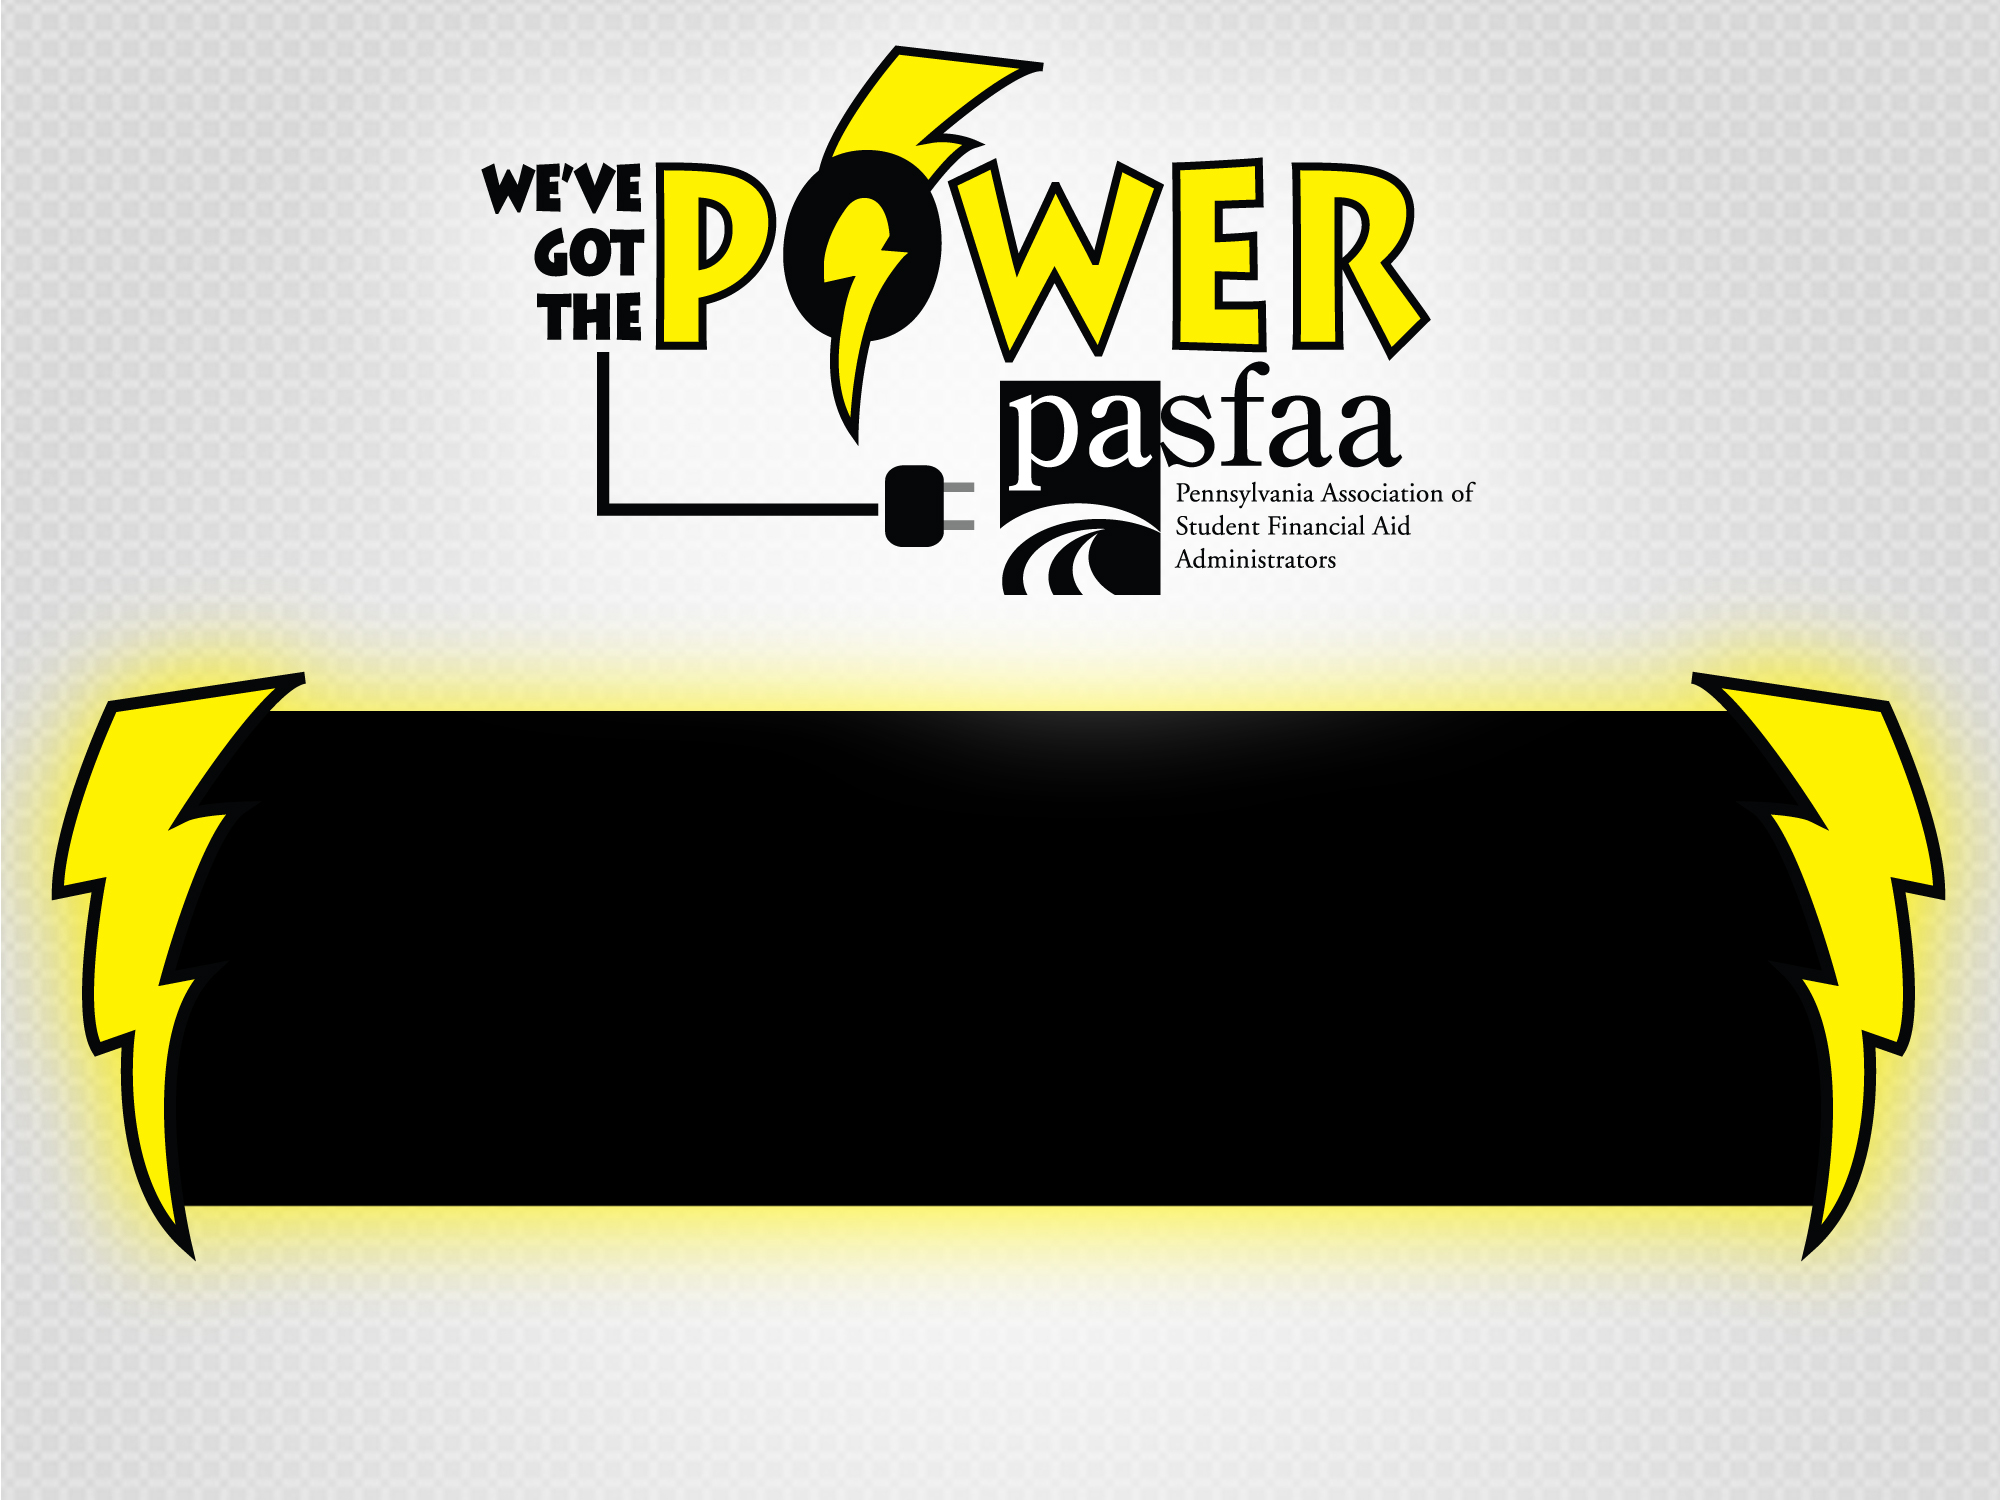 WE'VE
GOT
THE
POWER
pasfaa
Pennsylvania Association of
Student Financial Aid
Administrators